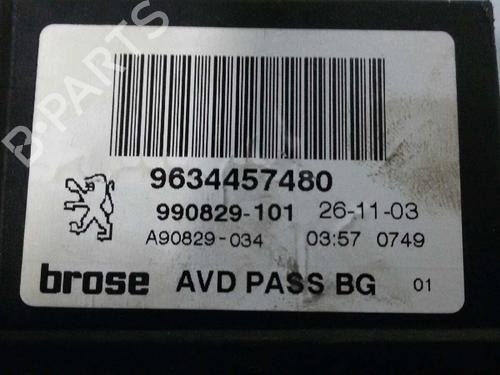 9634457480
990829-101 26-11-03
A90829-034 03:57 0749
brose AVD PASS BG 01
B-PARTS